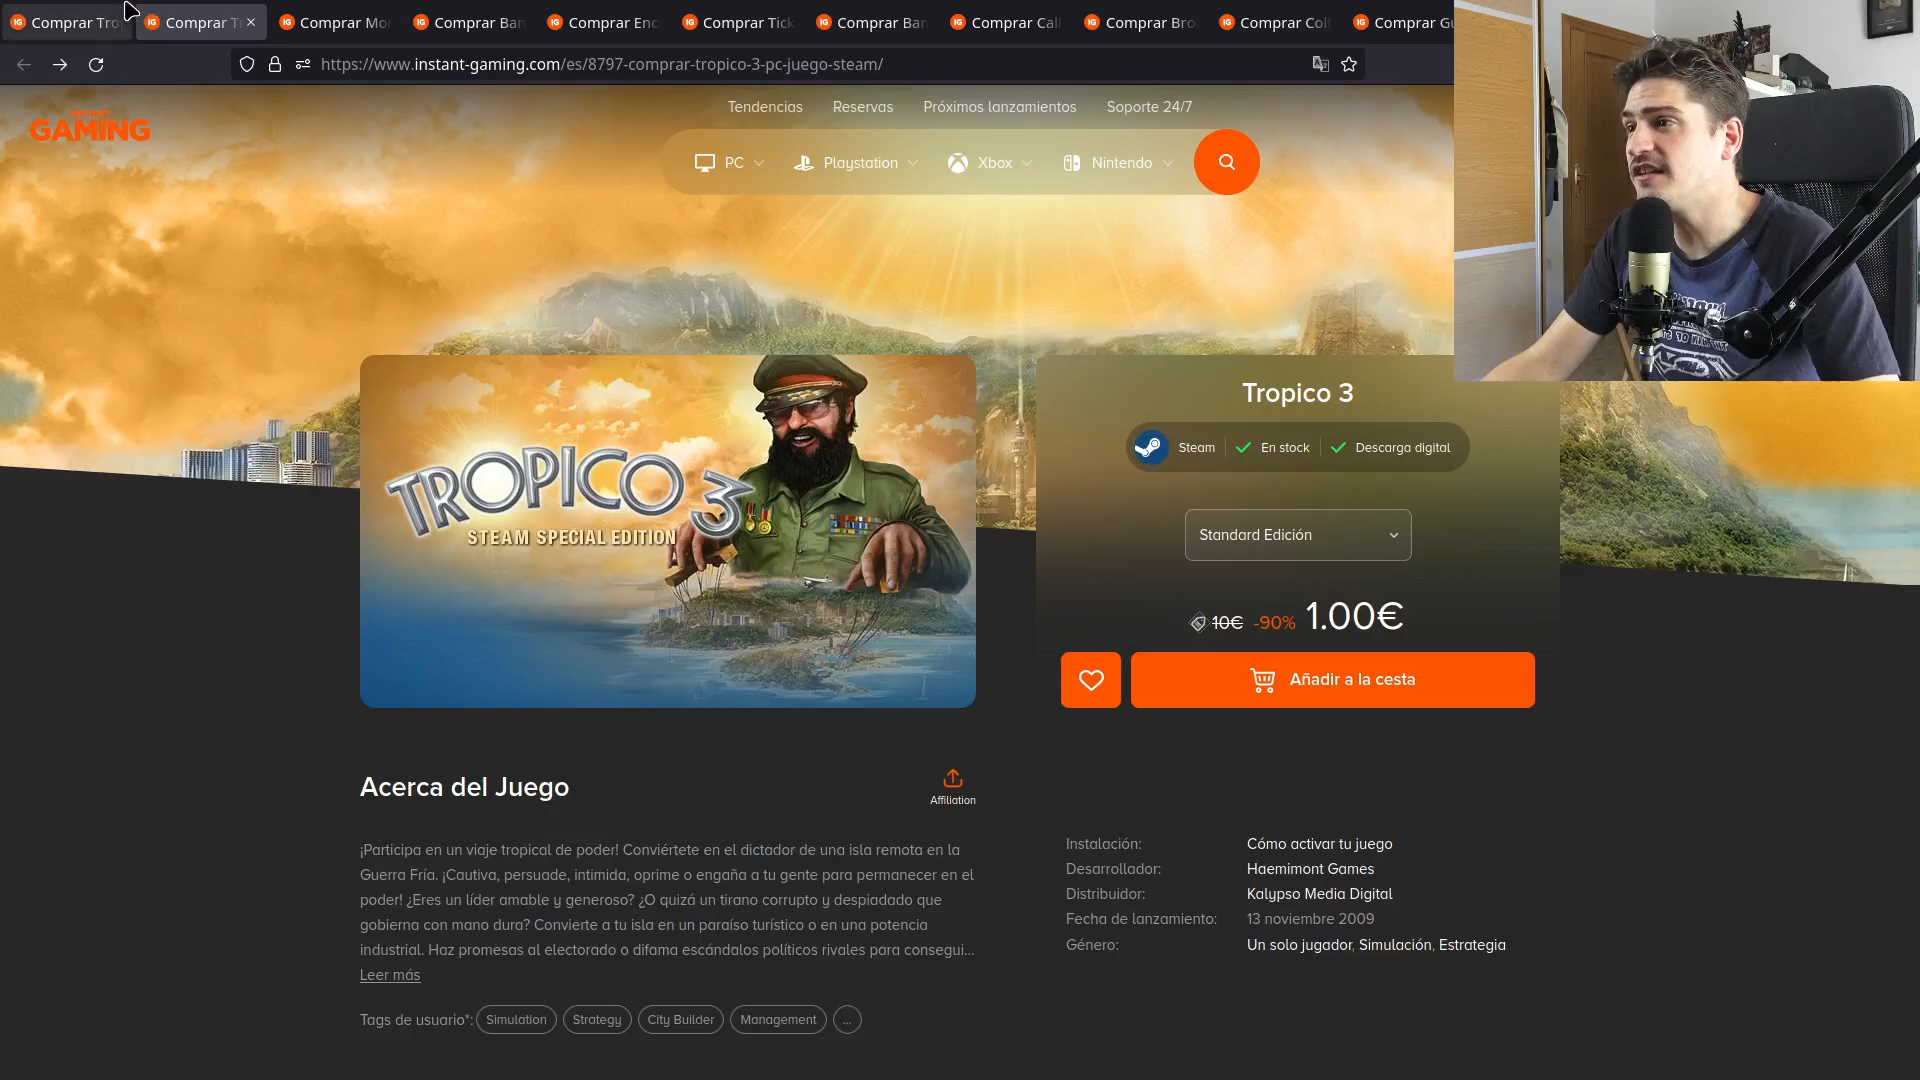 Comprar Tro
Comprar T
Comprar Mo
Comprar Ban
Comprar Enc
Comprar Tick
Comprar Bar
Comprar Cal
Comprar Bro
Comprar Colt
Comprar Gu
https://www.instant-gaming.com/es/8797-comprar-tropico-3-pc-juego-steam/
GAMING
Tendencias Reservas Próximos lanzamientos Soporte 24/7
PC Playstation Xbox Nintendo
TROPICO 3
STEAM SPECIAL EDITION
Tropico 3
Steam En stock Descarga digital
Standard Edición
10€ -90% 1.00€
Añadir a la cesta
Acerca del Juego
Affiliation
¡Participa en un viaje tropical de poder! Conviértete en el dictador de una isla remota en la
Guerra Fría. ¡Cautiva, persuade, intimida, oprime o engaña a tu gente para permanecer en el
poder! ¿Eres un líder amable y generoso? ¿O quizá un tirano corrupto y despiadado que
gobierna con mano dura? Convierte a tu isla en un paraíso turístico o en una potencia
industrial. Haz promesas al electorado o difama escándalos políticos rivales para consegui...
Leer más
Tags de usuario*: Simulation Strategy City Builder Management ...
Instalación: Cómo activar tu juego
Desarrollador: Haemimont Games
Distribuidor: Kalypso Media Digital
Fecha de lanzamiento: 13 noviembre 2009
Género: Un solo jugador, Simulación, Estrategia